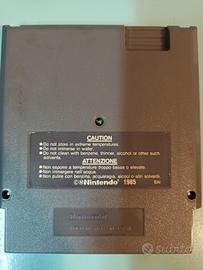 CAUTION
●Do not store in extreme temperatures.
●Do not immerse in water.
●Do not clean with benzene, thinner, alcohol or other such
solvents.
ATTENZIONE
●Non esporre a temperature troppo basse o elevate.
●Non immergere nell'acqua.
●Non pulire con benzina, acquaragia, alcol o altri solventi.
©®Nintendo® 1985
Nintendo
subito